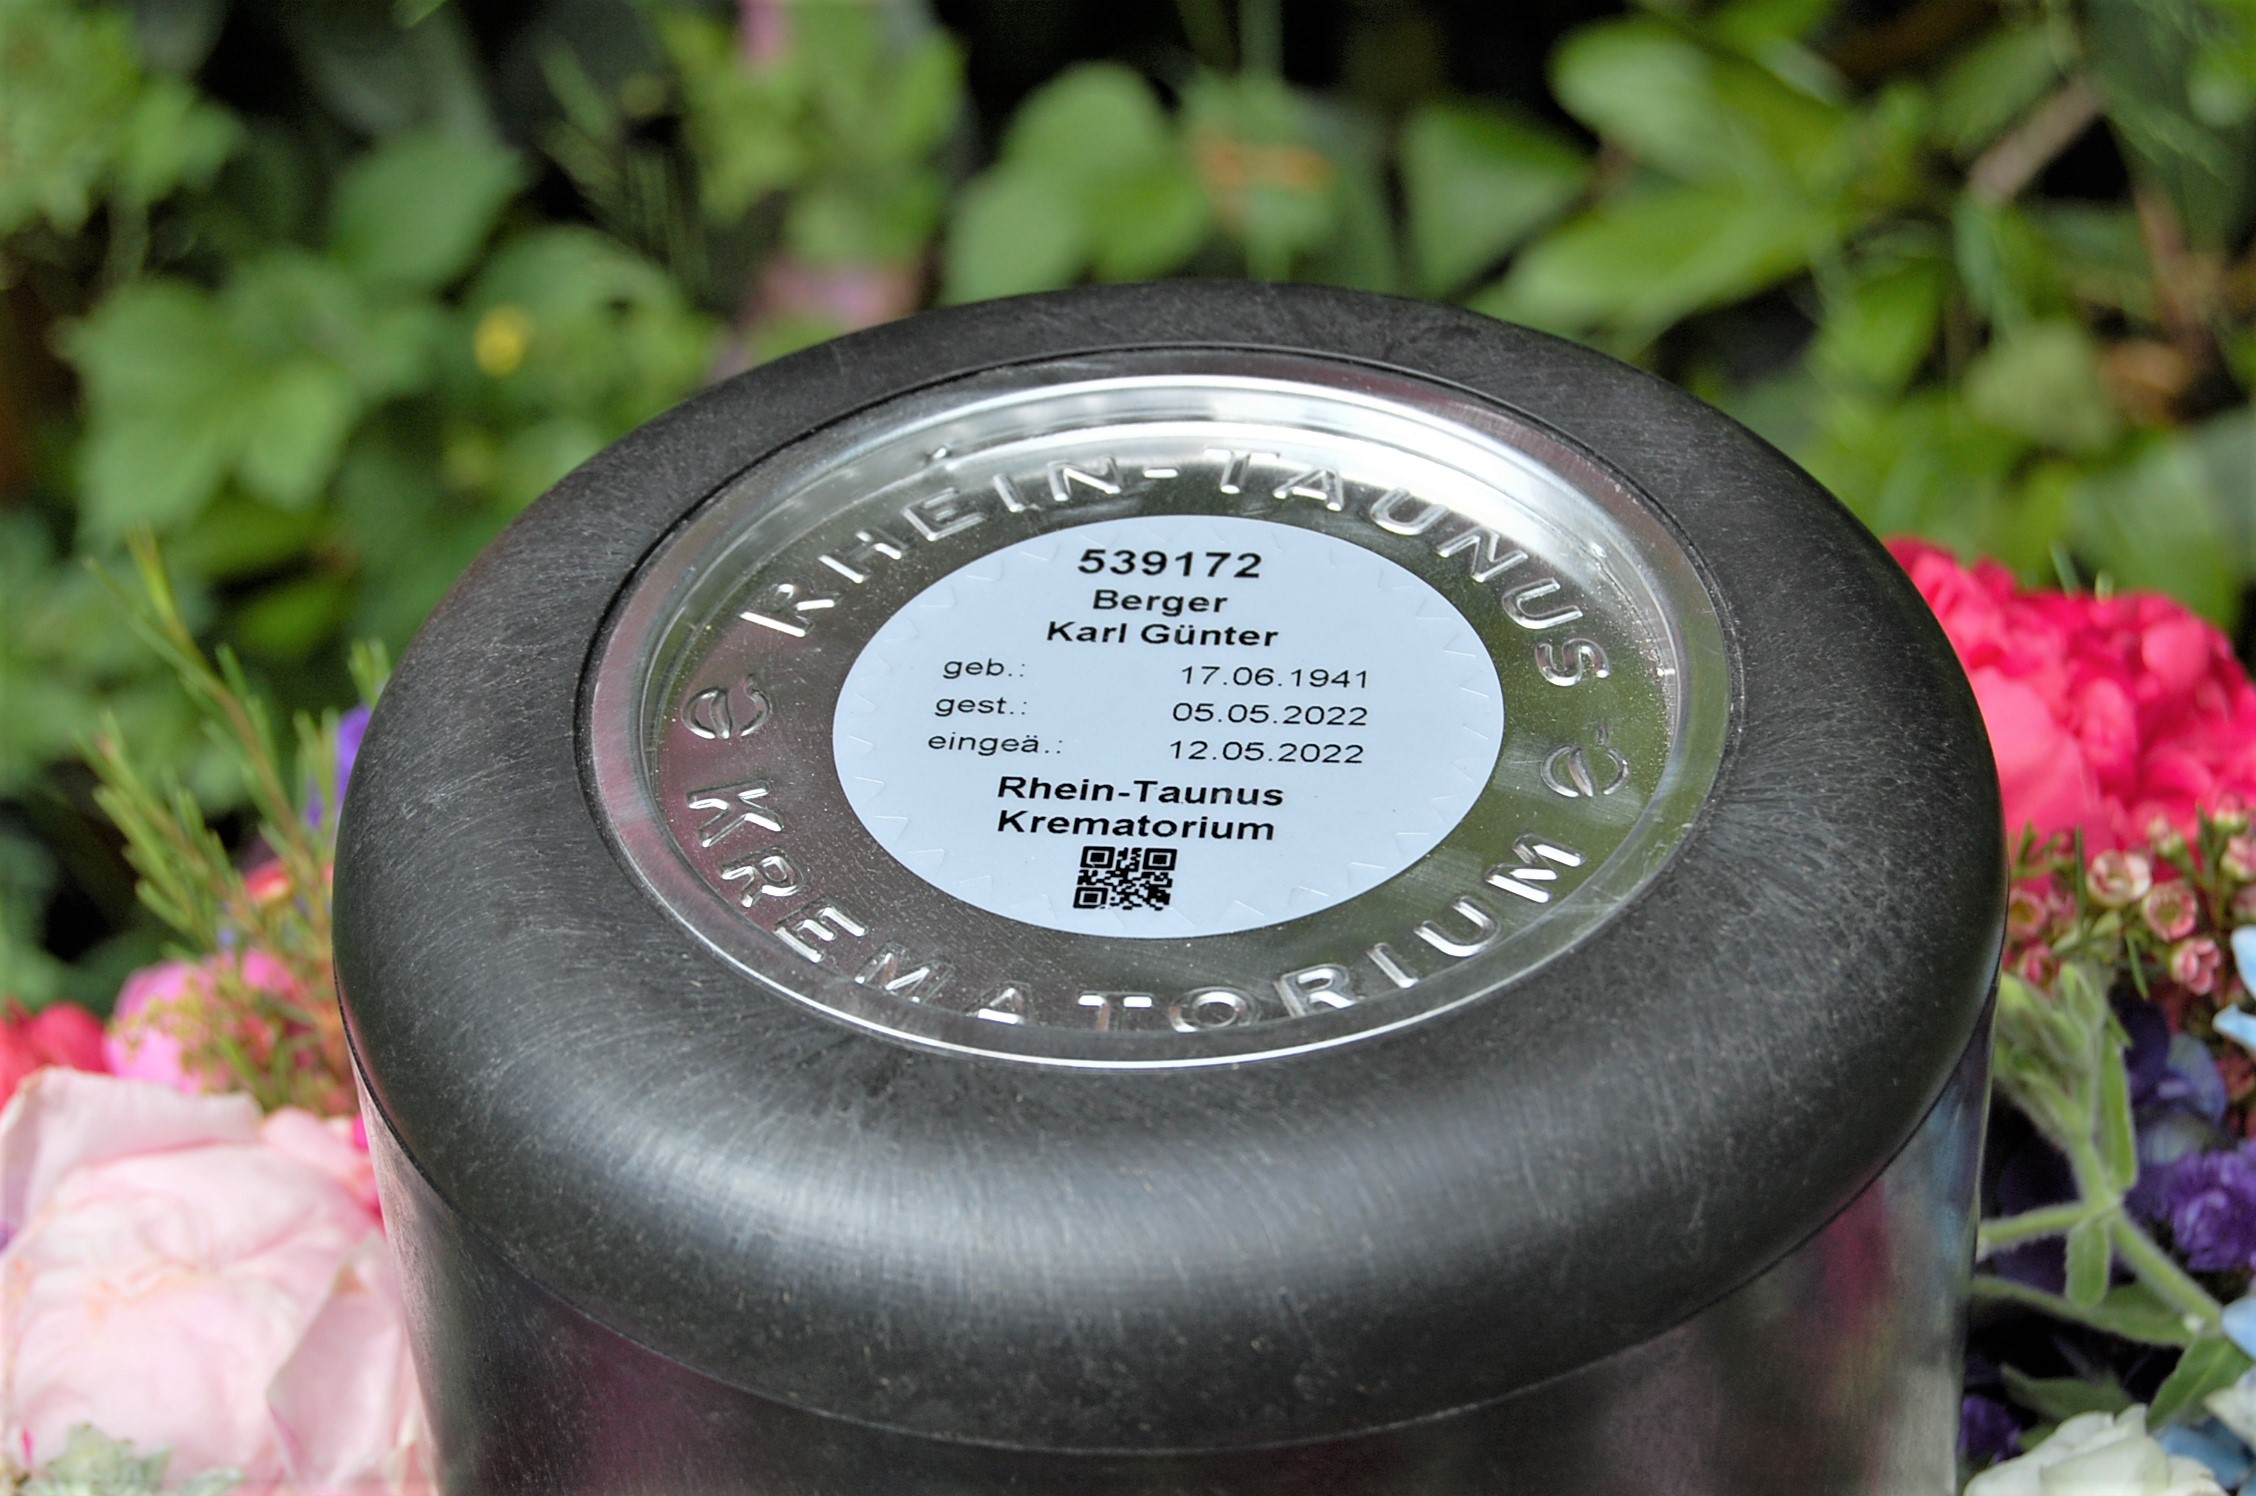 RHEIN-TAUNUS
539172
Berger
Karl Günter
geb.: 17.06.1941
gest.: 05.05.2022
eingeä.: 12.05.2022
Rhein-Taunus
Krematorium
KREMATORIUM